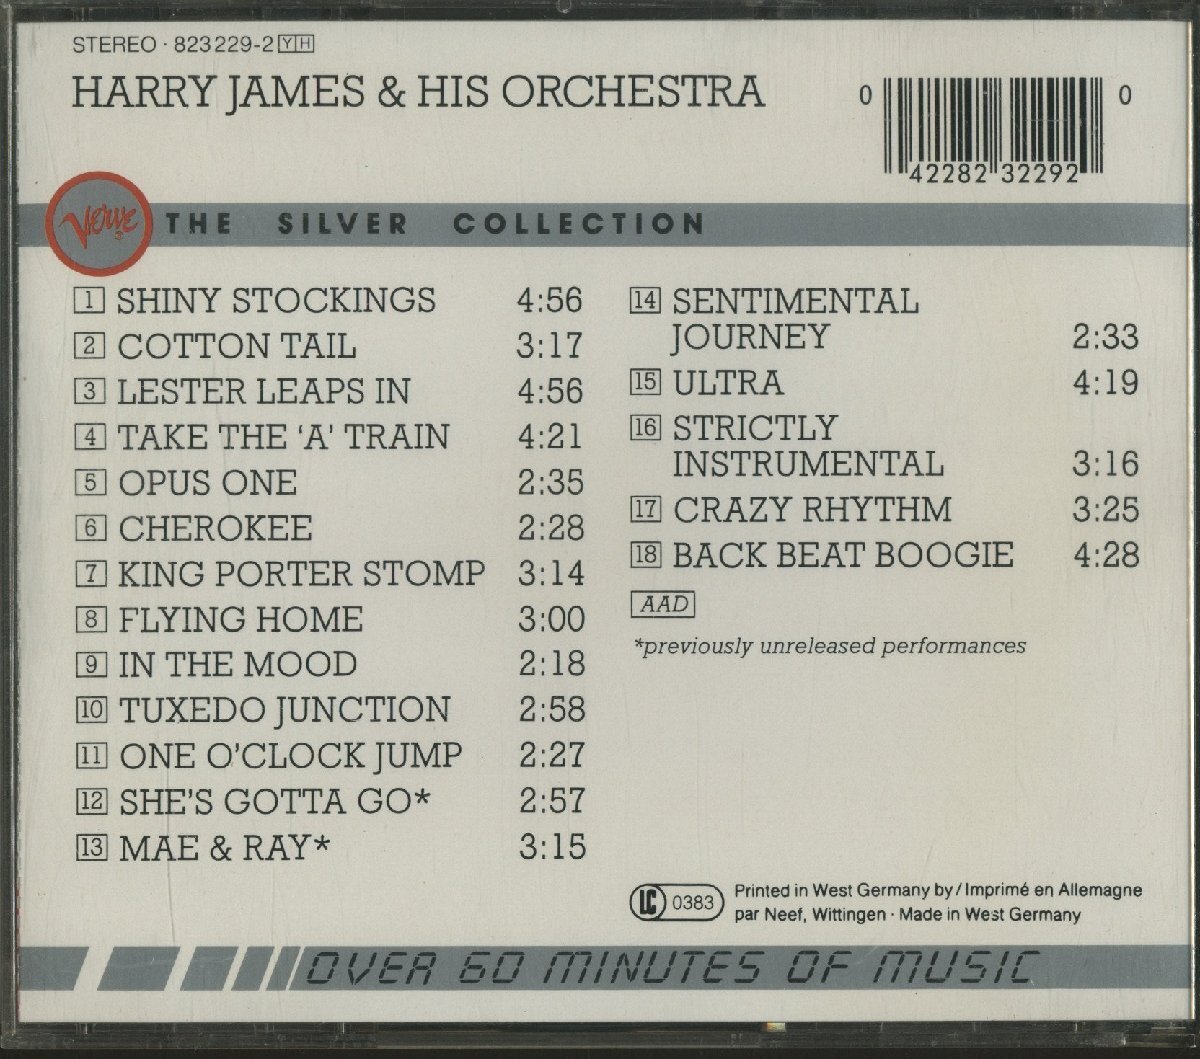 STEREO · 823 229-2 YH
HARRY JAMES & HIS ORCHESTRA
0 42282 32292 0
Verve ® THE SILVER COLLECTION
1 SHINY STOCKINGS 4:56
2 COTTON TAIL 3:17
3 LESTER LEAPS IN 4:56
4 TAKE THE 'A' TRAIN 4:21
5 OPUS ONE 2:35
6 CHEROKEE 2:28
7 KING PORTER STOMP 3:14
8 FLYING HOME 3:00
9 IN THE MOOD 2:18
10 TUXEDO JUNCTION 2:58
11 ONE O'CLOCK JUMP 2:27
12 SHE'S GOTTA GO* 2:57
13 MAE & RAY* 3:15
14 SENTIMENTAL
JOURNEY 2:33
15 ULTRA 4:19
16 STRICTLY
INSTRUMENTAL 3:16
17 CRAZY RHYTHM 3:25
18 BACK BEAT BOOGIE 4:28
AAD
*previously unreleased performances
LC 0383
Printed in West Germany by / Imprimé en Allemagne
par Neef, Wittingen · Made in West Germany
OVER 60 MINUTES OF MUSIC